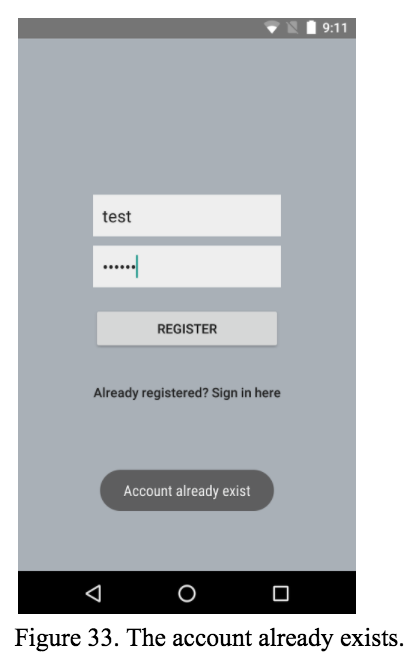 9:11
test
••••••
REGISTER
Already registered? Sign in here
Account already exist
Figure 33. The account already exists.